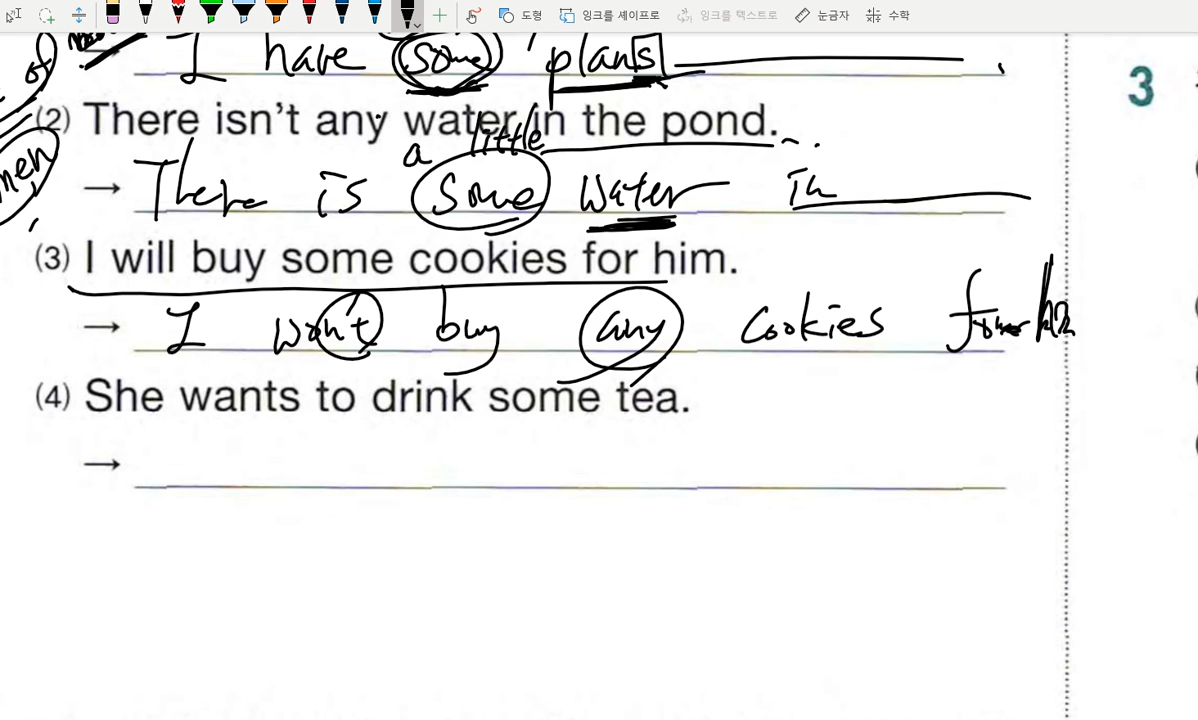 도형 잉크를 셰이프로 잉크를 텍스트로 눈금자 수학
of
I have some plants .
3
(2) There isn't any water in the pond.
a little
men
→ There is some water in
(3) I will buy some cookies for him.
→ I won't buy any cookies for
(4) She wants to drink some tea.
→